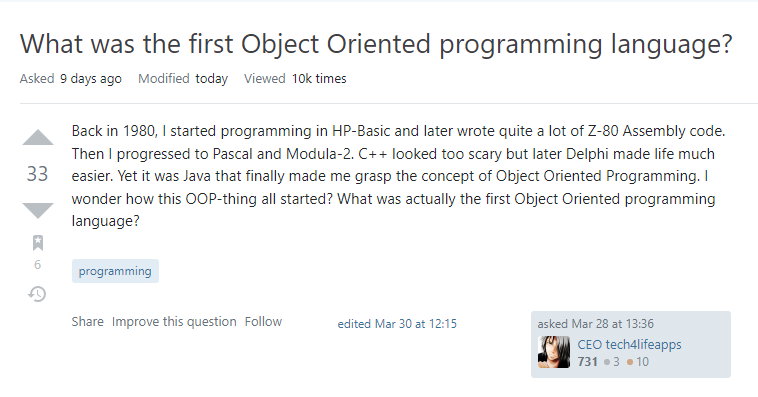 What was the first Object Oriented programming language?
Asked 9 days ago Modified today Viewed 10k times
Back in 1980, I started programming in HP-Basic and later wrote quite a lot of Z-80 Assembly code.
Then I progressed to Pascal and Modula-2. C++ looked too scary but later Delphi made life much
easier. Yet it was Java that finally made me grasp the concept of Object Oriented Programming. I
wonder how this OOP-thing all started? What was actually the first Object Oriented programming
language?
33
6
programming
Share Improve this question Follow
edited Mar 30 at 12:15
asked Mar 28 at 13:36
CEO tech4lifeapps
731 3 10